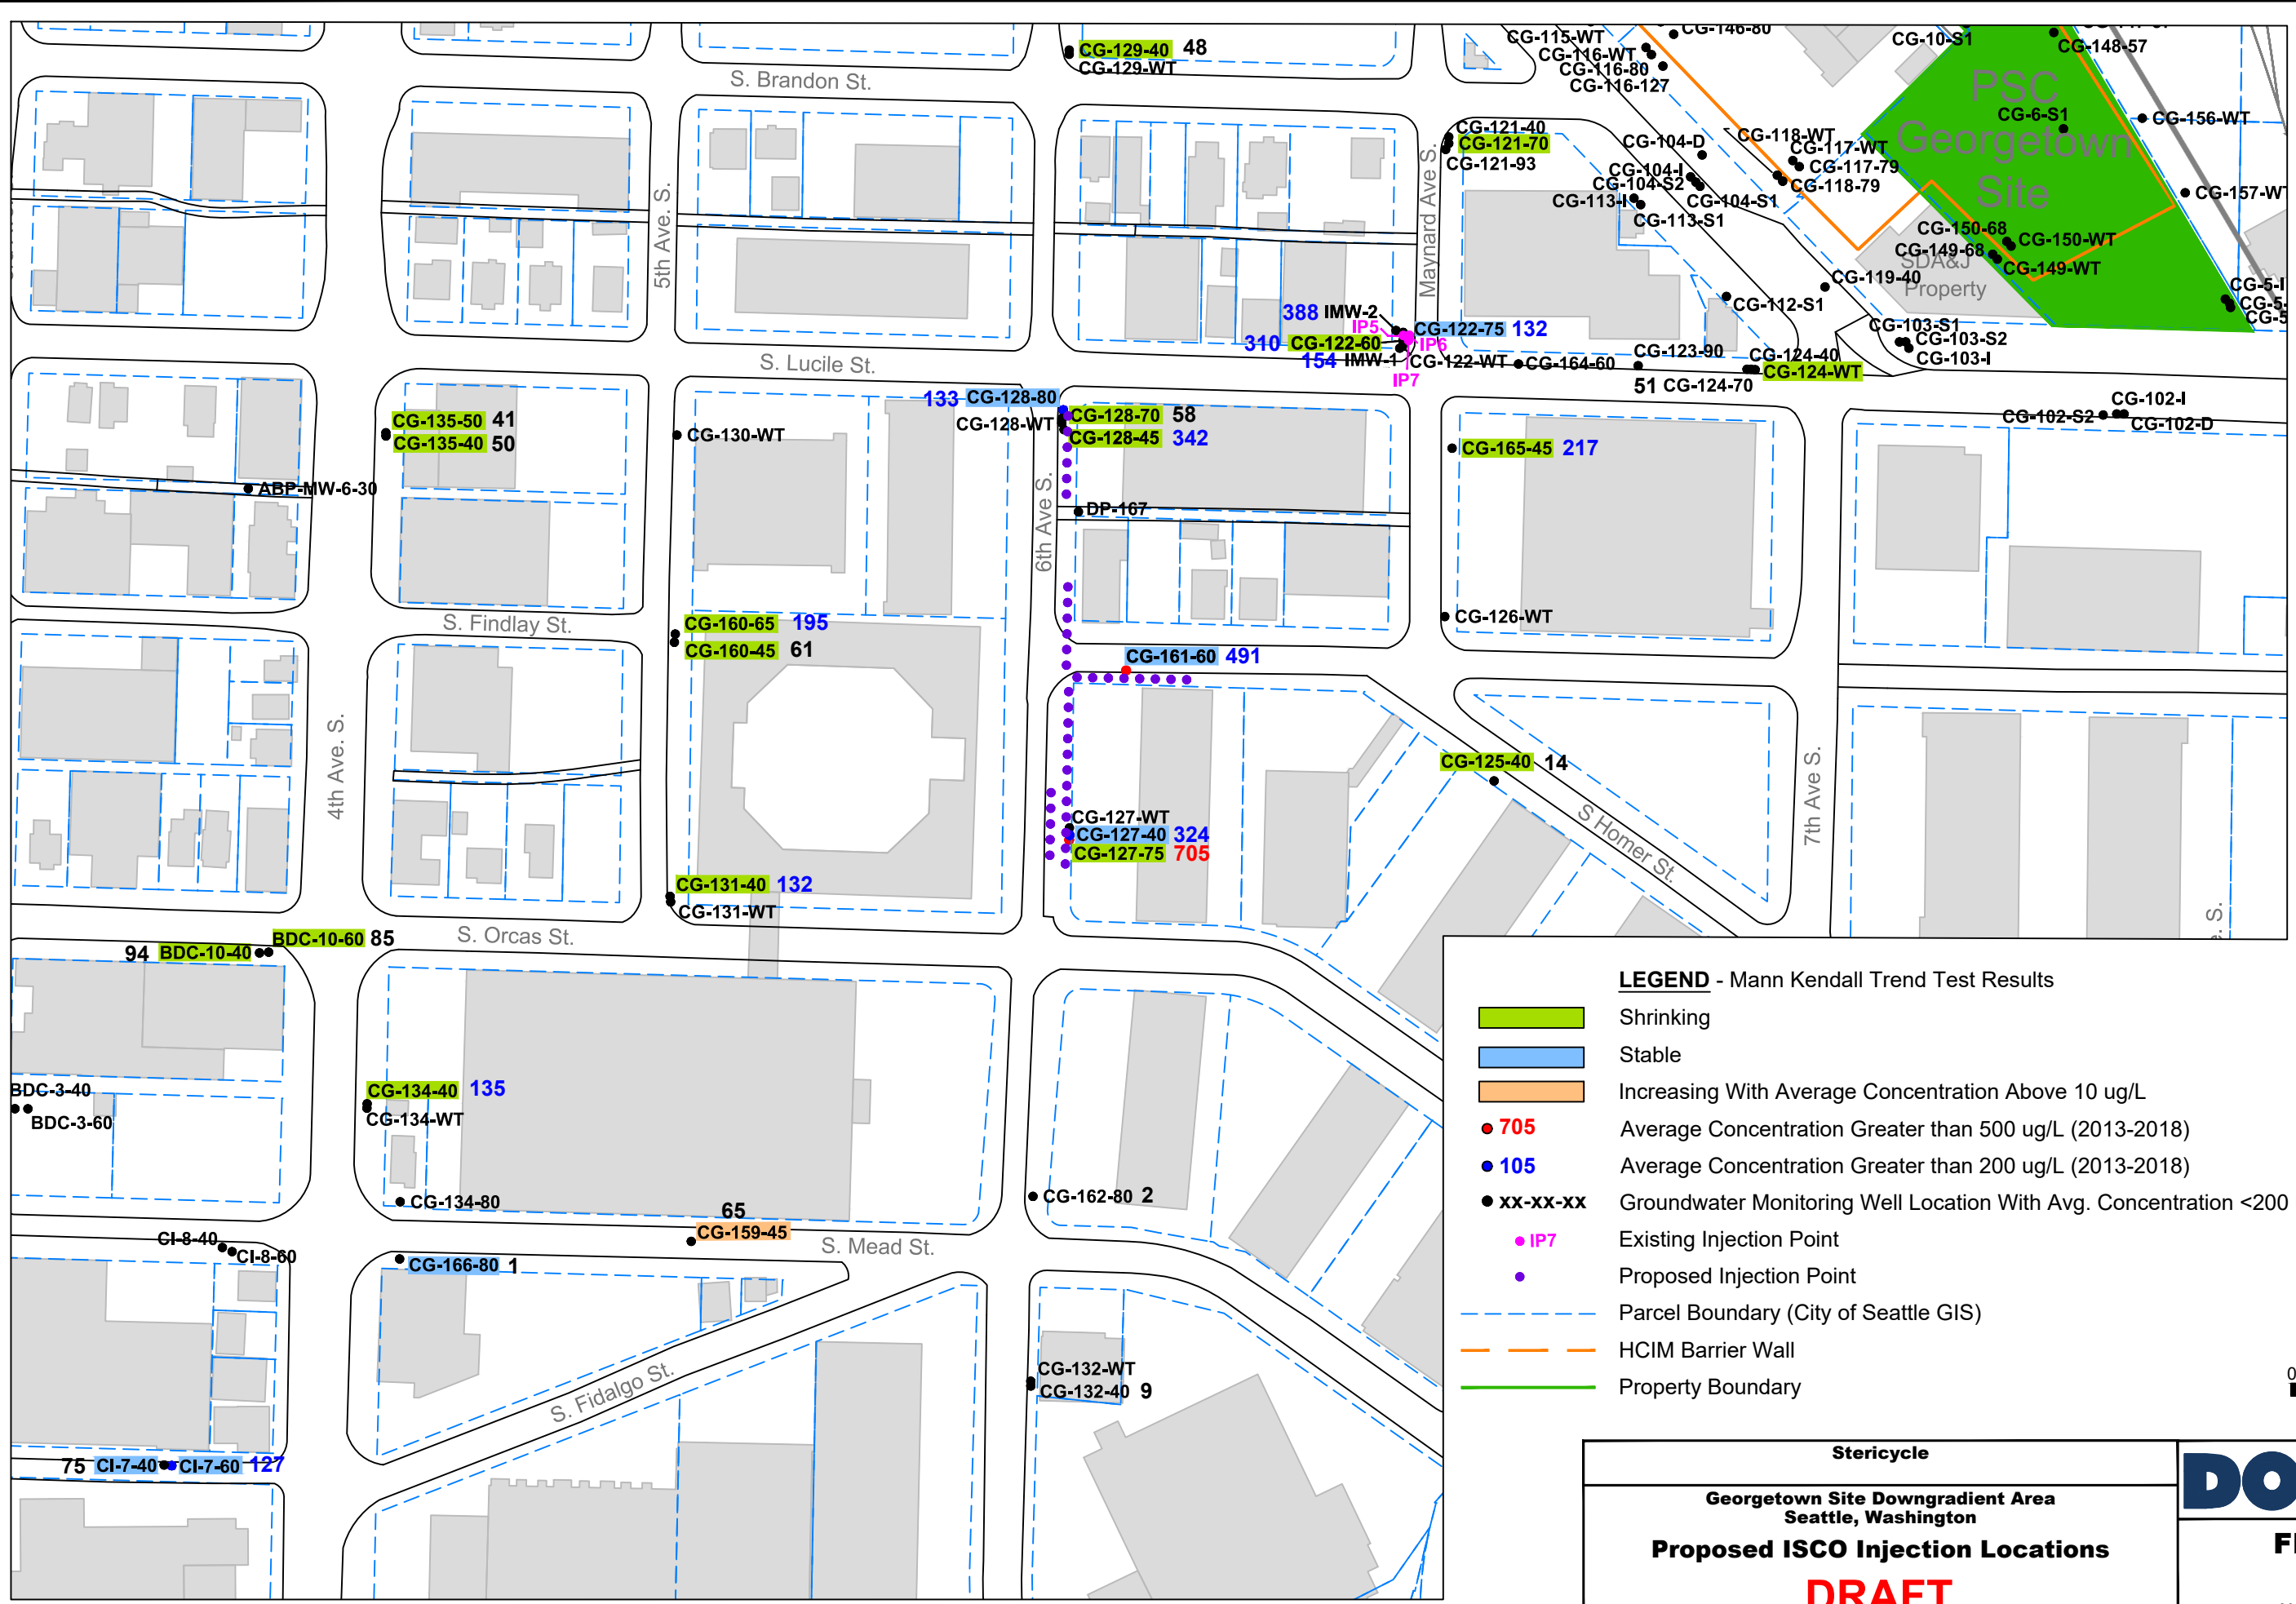 CG-129-40 48
CG-129-WT
S. Brandon St.
CG-115-WT
CG-116-WT
CG-116-80
CG-116-127
CG-146-80
CG-10-S1
CG-148-57
PSC
Georgetown
Site
CG-6-S1
CG-156-WT
CG-157-WT
CG-121-40
CG-121-70
CG-121-93
CG-104-D
CG-104-I
CG-104-S2
CG-104-S1
CG-113-I
CG-113-S1
CG-118-WT
CG-117-WT
CG-117-79
CG-118-79
CG-150-68
CG-150-WT
CG-149-68
CG-149-WT
SDA&J
Property
CG-119-40
CG-112-S1
CG-5-I
CG-5-
CG-5
5th Ave. S.
Maynard Ave S.
388 IMW-2
IP5
CG-122-75 132
310 CG-122-60
IP6
154 IMW-1
CG-122-WT
IP7
CG-164-60
CG-123-90
CG-124-40
CG-124-WT
51 CG-124-70
CG-103-S1
CG-103-S2
CG-103-I
S. Lucile St.
133 CG-128-80
CG-128-70 58
CG-128-WT
CG-128-45 342
CG-135-50 41
CG-135-40 50
CG-130-WT
CG-165-45 217
CG-102-I
CG-102-S2
CG-102-D
ABP-MW-6-30
6th Ave S.
DP-167
S. Findlay St.
CG-160-65 195
CG-160-45 61
CG-126-WT
CG-161-60 491
4th Ave. S.
CG-125-40 14
S Homer St.
7th Ave S.
CG-127-WT
CG-127-40 324
CG-127-75 705
CG-131-40 132
CG-131-WT
S. Orcas St.
94 BDC-10-40
BDC-10-60 85
e. S.
BDC-3-40
BDC-3-60
CG-134-40 135
CG-134-WT
CG-134-80
65
CG-159-45
S. Mead St.
CG-162-80 2
CI-8-40
CI-8-60
CG-166-80 1
S. Fidalgo St.
CG-132-WT
CG-132-40 9
75 CI-7-40
CI-7-60 127
LEGEND - Mann Kendall Trend Test Results
Shrinking
Stable
Increasing With Average Concentration Above 10 ug/L
705 Average Concentration Greater than 500 ug/L (2013-2018)
105 Average Concentration Greater than 200 ug/L (2013-2018)
xx-xx-xx Groundwater Monitoring Well Location With Avg. Concentration <200
IP7 Existing Injection Point
Proposed Injection Point
Parcel Boundary (City of Seattle GIS)
HCIM Barrier Wall
Property Boundary
0
Stericycle
Georgetown Site Downgradient Area
Seattle, Washington
Proposed ISCO Injection Locations
DRAFT
DO